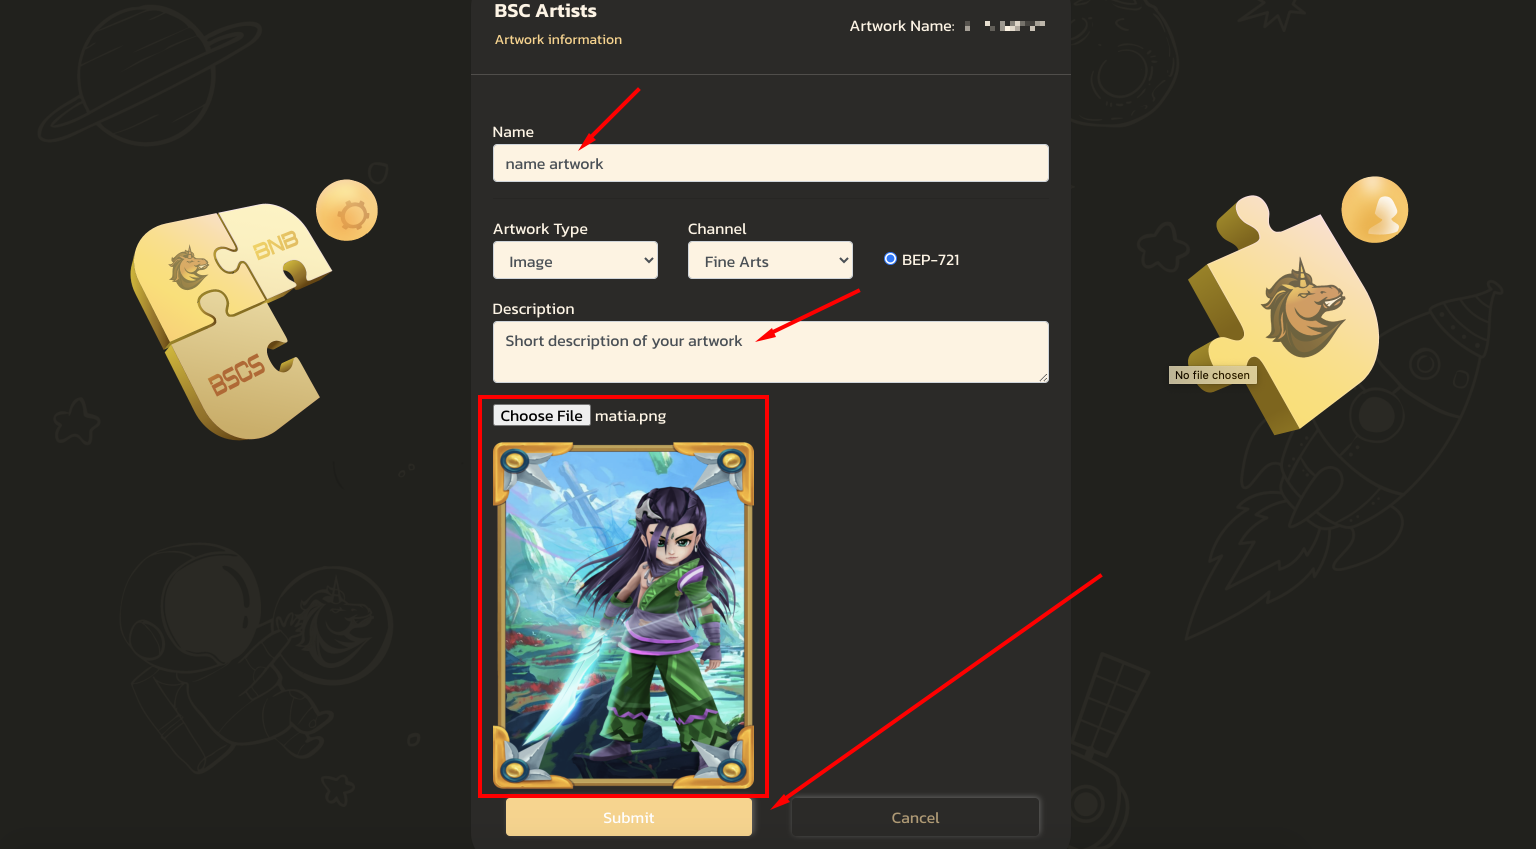 BSC Artists
Artwork information
Artwork Name:
Name
name artwork
Artwork Type
Channel
Image
Fine Arts
BEP-721
Description
Short description of your artwork
BNB
BSCS
No file chosen
Choose File matia.png
Submit
Cancel